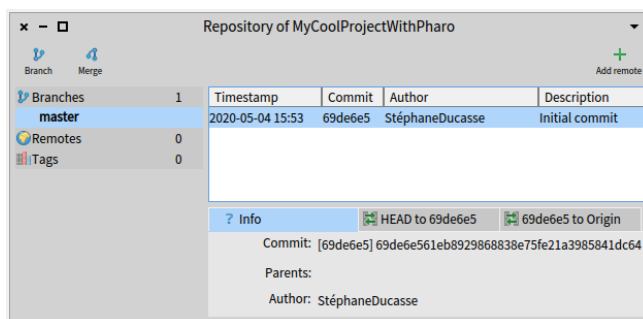 Repository of MyCoolProjectWithPharo
Branch Merge Add remote
Branches 1
master
Remotes 0
Tags 0
Timestamp Commit Author Description
2020-05-04 15:53 69de6e5 StéphaneDucasse Initial commit
? Info HEAD to 69de6e5 69de6e5 to Origin
Commit: [69de6e5] 69de6e561eb8929868838e75fe21a3985841dc64
Parents:
Author: StéphaneDucasse